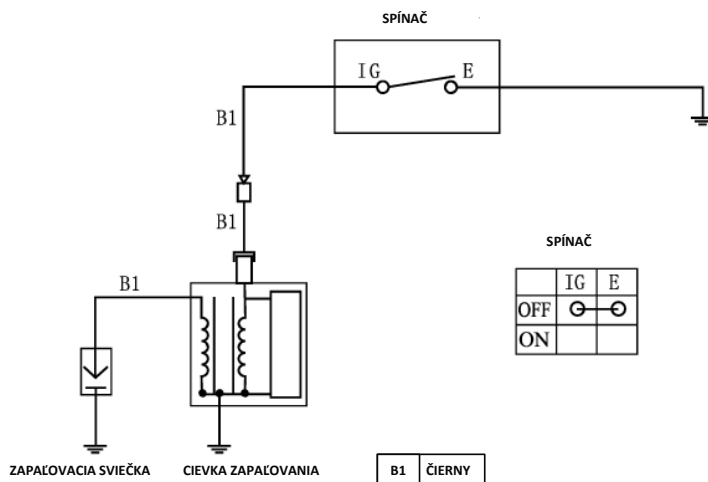 SPÍNAČ
IG E
B1
B1
SPÍNAČ
B1
IG E
OFF
ON
ZAPAĽOVACIA SVIEČKA CIEVKA ZAPAĽOVANIA
B1 ČIERNY